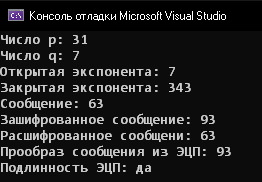 Консоль отладки Microsoft Visual Studio
Число p: 31
Число q: 7
Открытая экспонента: 7
Закрытая экспонента: 343
Сообщение: 63
Зашифрованное сообщение: 93
Расшифрованное сообщени: 63
Прообраз сообщения из ЭЦП: 93
Подлинность ЭЦП: да